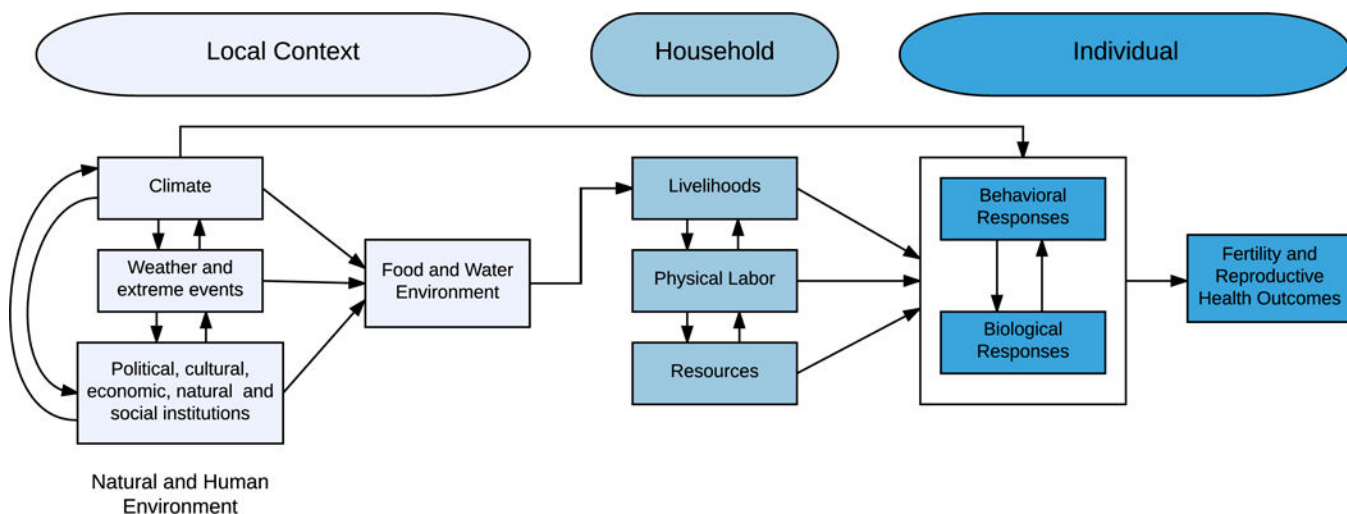 Local Context
Household
Individual
Climate
Weather and
extreme events
Political, cultural,
economic, natural and
social institutions
Natural and Human
Environment
Food and Water
Environment
Livelihoods
Physical Labor
Resources
Behavioral
Responses
Biological
Responses
Fertility and
Reproductive
Health Outcomes